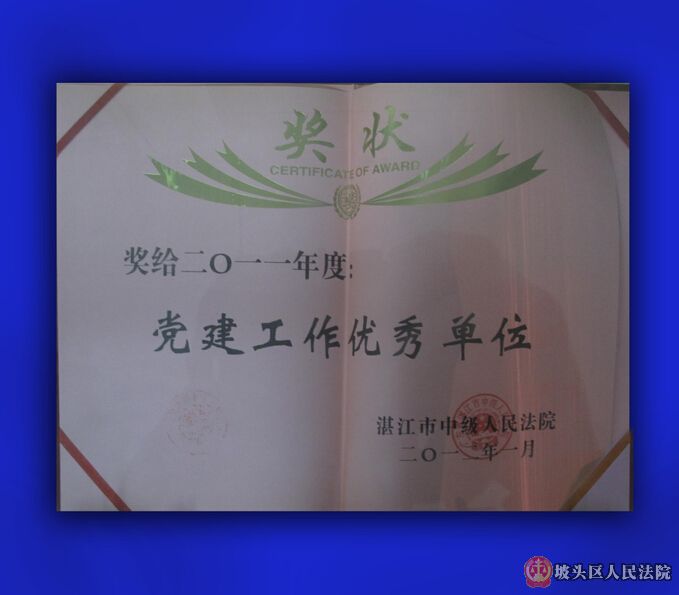 奖状
CERTIFICATE OF AWARD
奖给二〇一一年度:
党建工作优秀单位
湛江市中级人民法院
二〇一二年一月
坡头区人民法院